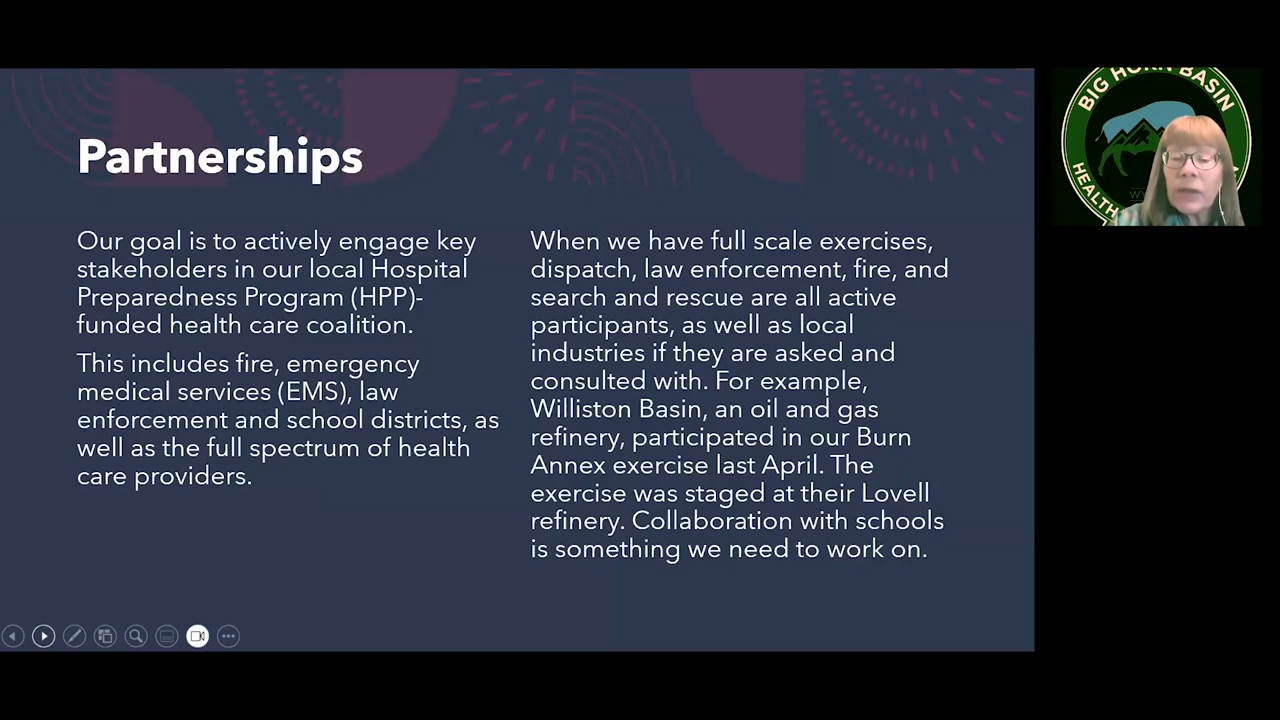 Partnerships
Our goal is to actively engage key
stakeholders in our local Hospital
Preparedness Program (HPP)-
funded health care coalition.
This includes fire, emergency
medical services (EMS), law
enforcement and school districts, as
well as the full spectrum of health
care providers.
When we have full scale exercises,
dispatch, law enforcement, fire, and
search and rescue are all active
participants, as well as local
industries if they are asked and
consulted with. For example,
Williston Basin, an oil and gas
refinery, participated in our Burn
Annex exercise last April. The
exercise was staged at their Lovell
refinery. Collaboration with schools
is something we need to work on.
BIG HORN BASIN
HEALTH